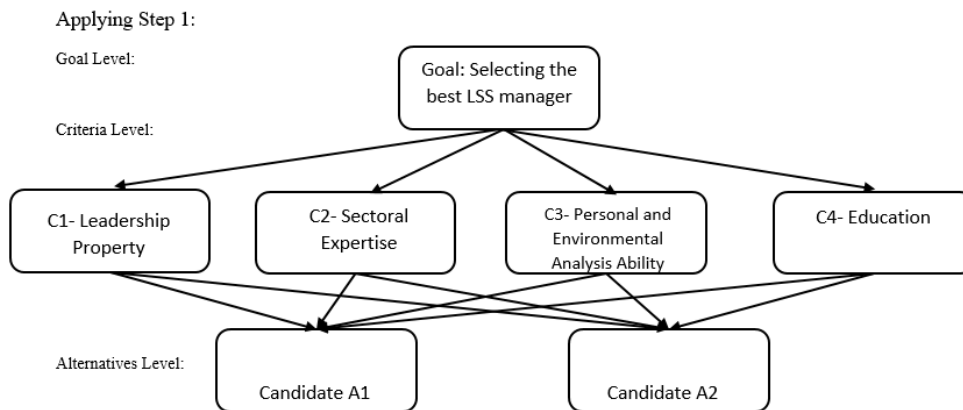 Applying Step 1:
Goal Level:
Goal: Selecting the
best LSS manager
Criteria Level:
C1- Leadership
Property
C2- Sectoral
Expertise
C3- Personal and
Environmental
Analysis Ability
C4- Education
Alternatives Level:
Candidate A1
Candidate A2